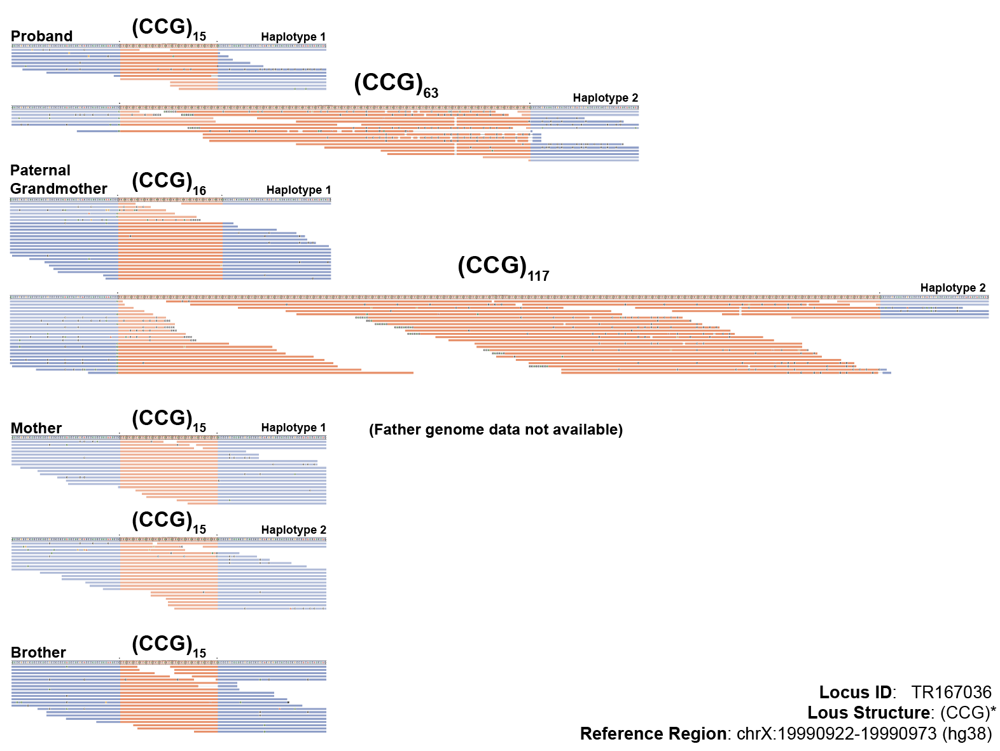 Proband
(CCG)15
Haplotype 1
(CCG)63
Haplotype 2
Paternal
Grandmother
(CCG)16
Haplotype 1
(CCG)117
Haplotype 2
Mother
(CCG)15
Haplotype 1
(Father genome data not available)
(CCG)15
Haplotype 2
Brother
(CCG)15
Locus ID: TR167036
Lous Structure: (CCG)*
Reference Region: chrX:19990922-19990973 (hg38)